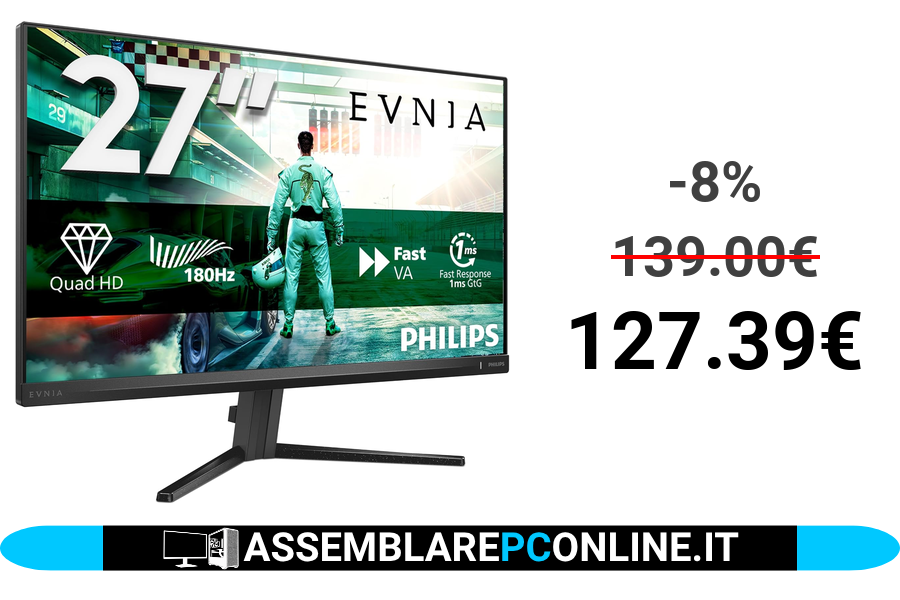 27"
EVNIA
29
Quad HD
180Hz
Fast
VA
1ms
Fast Response
1ms GtG
PHILIPS
EVNIA
PHILIPS
-8%
139.00€
127.39€
ASSEMBLAREPCONLINE.IT